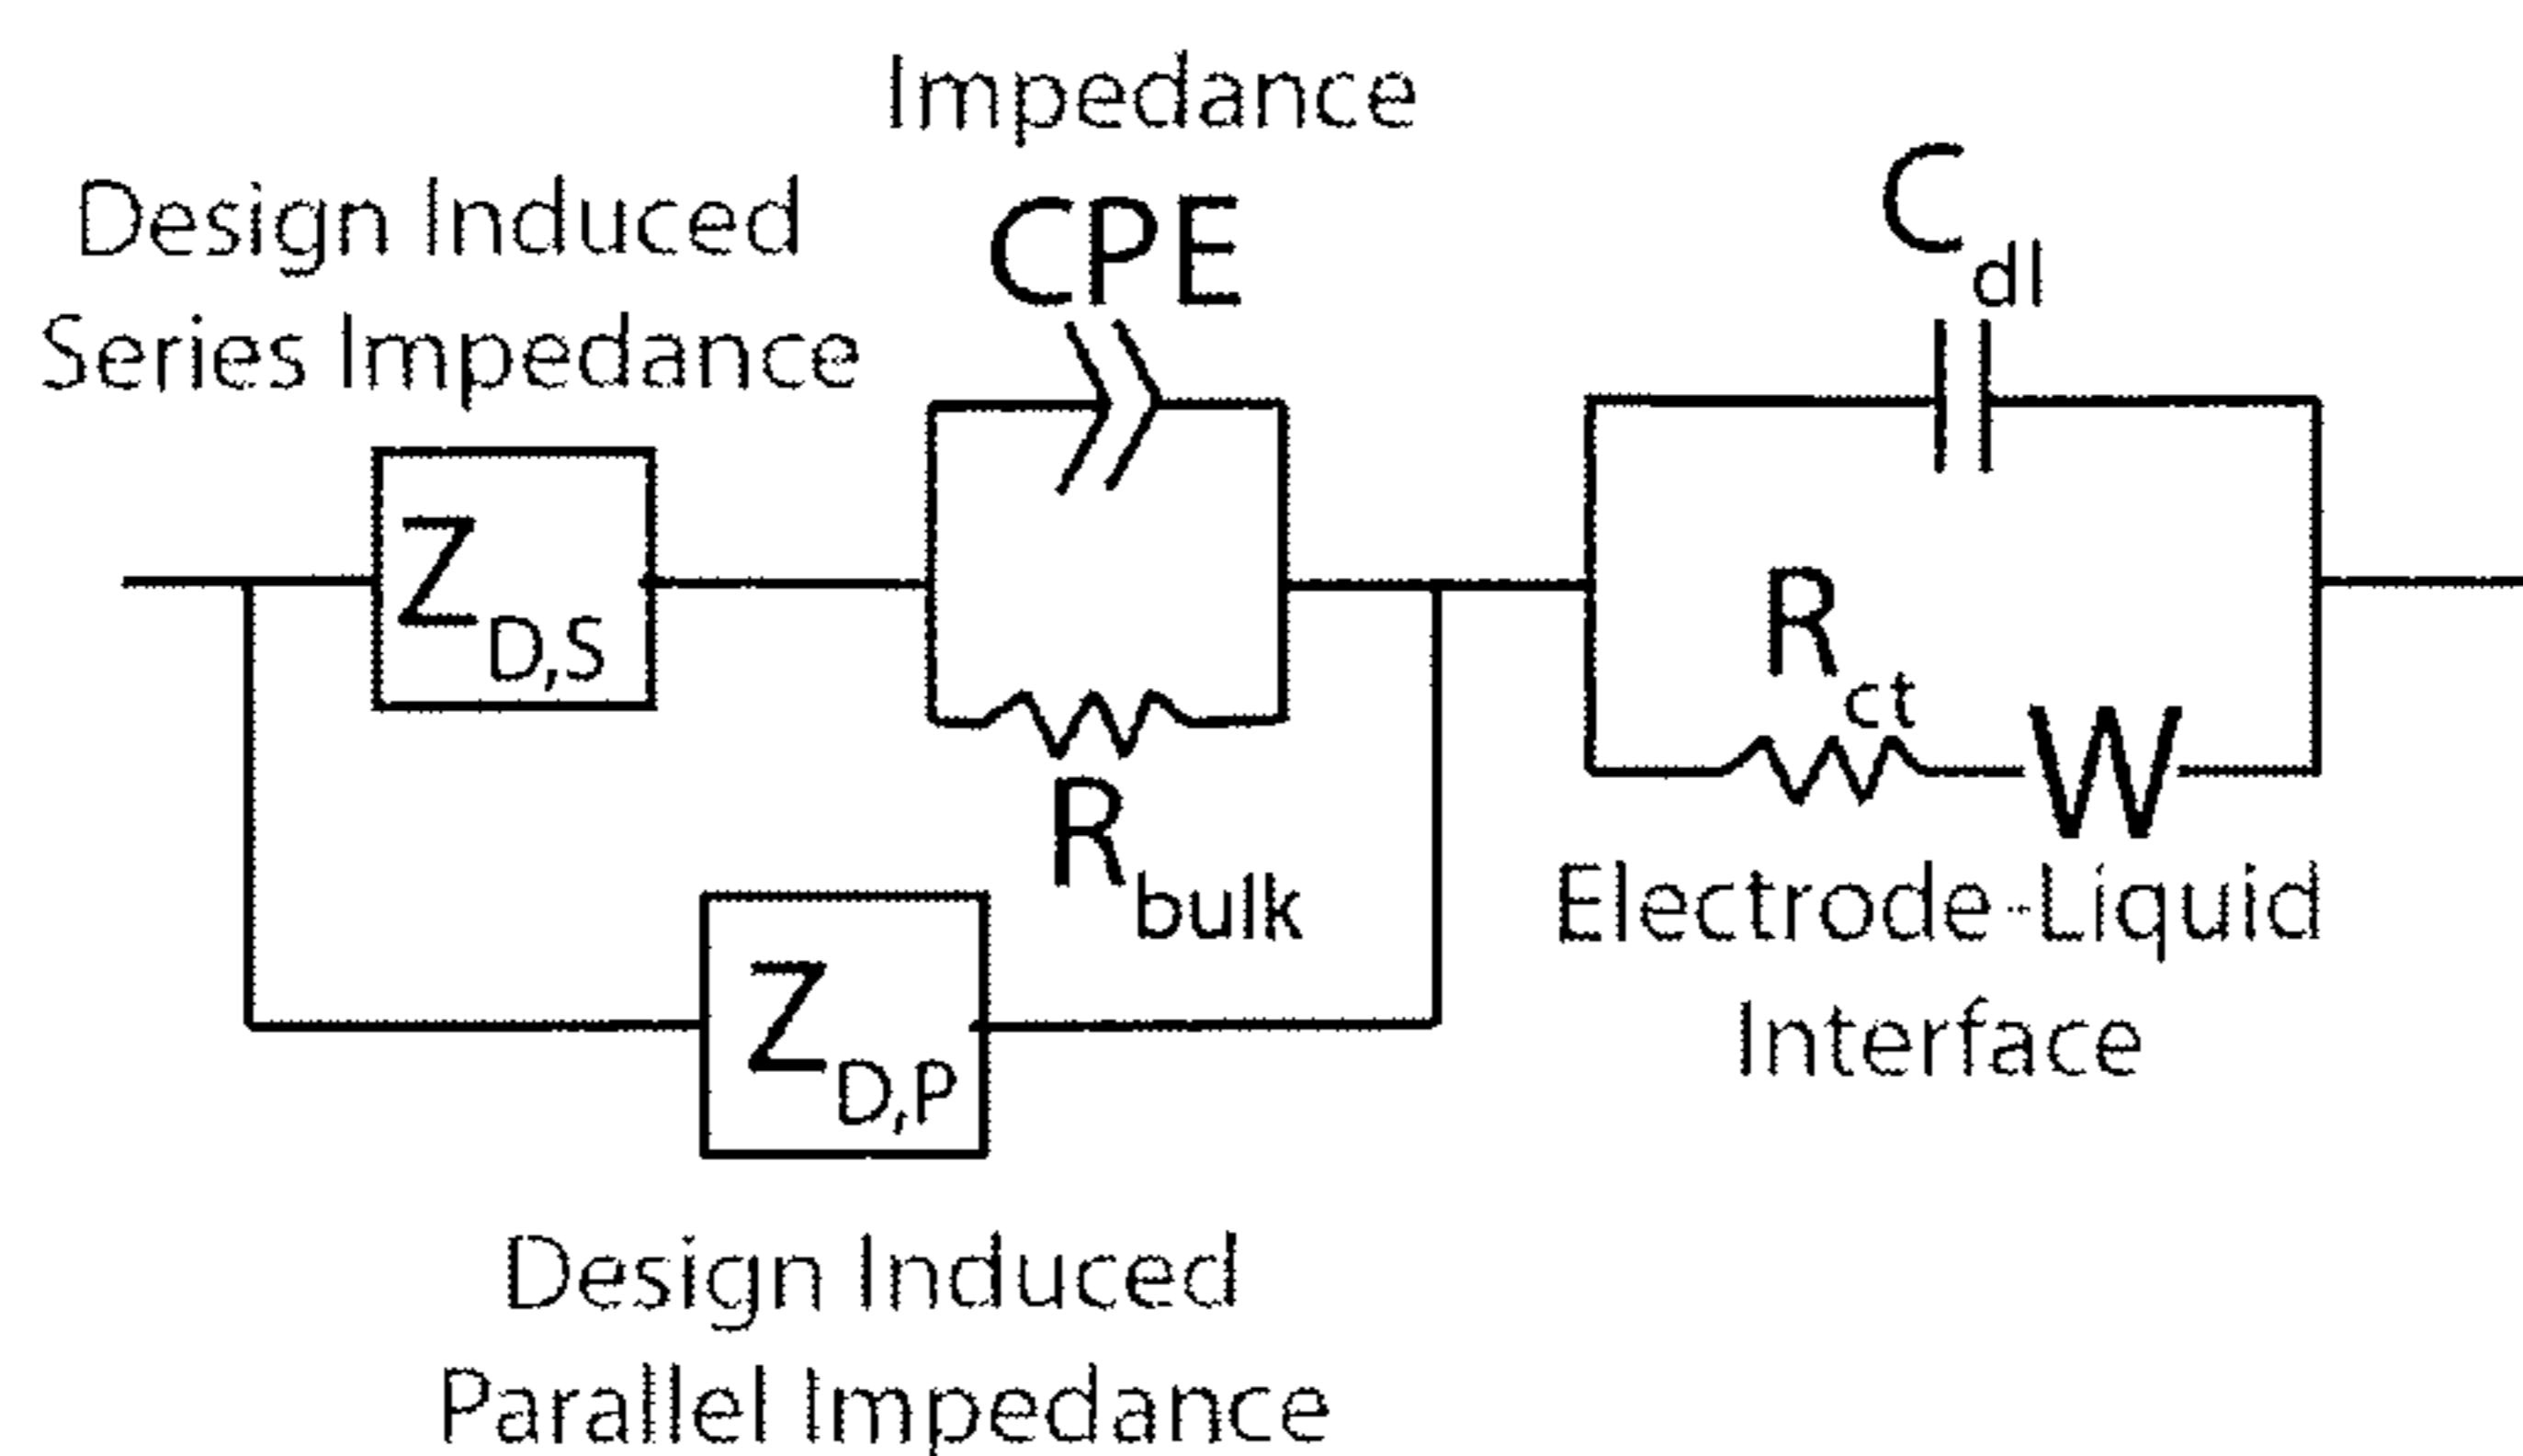 Impedance
CPE
Design Induced
Series Impedance
Z D,S
R bulk
Z D,P
Design Induced
Parallel Impedance
C dl
R ct
W
Electrode-Liquid
Interface